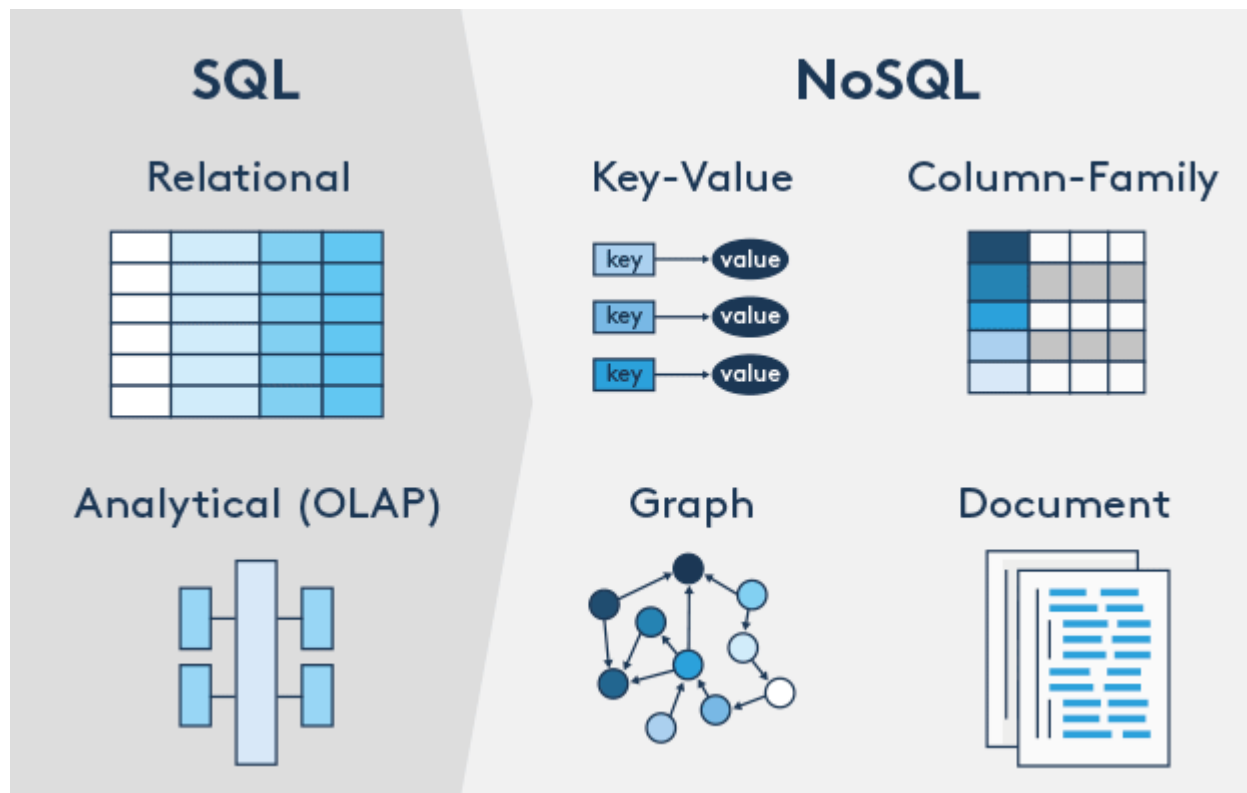 SQL
Relational
Analytical (OLAP)
NoSQL
Key-Value
key value
key value
key value
Column-Family
Graph
Document